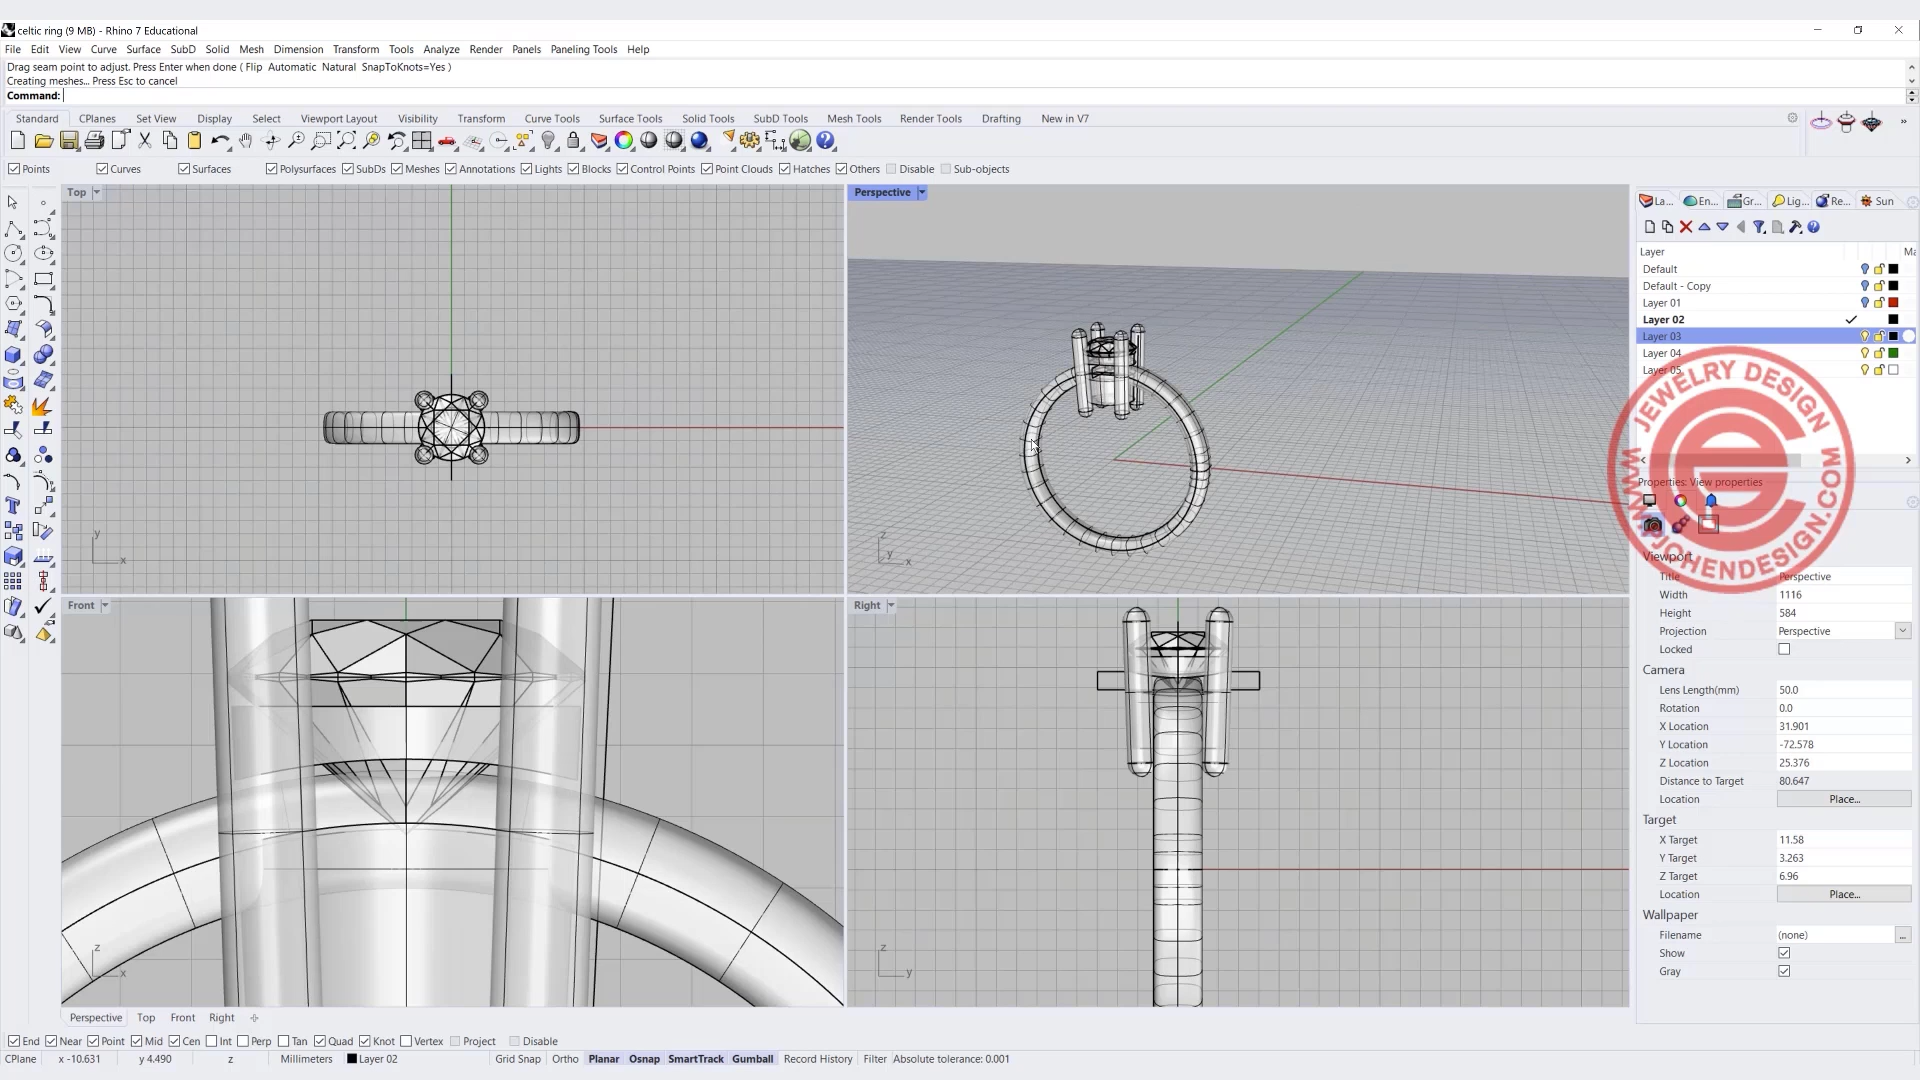 celtic ring (9 MB) - Rhino 7 Educational
File Edit View Curve Surface SubD Solid Mesh Dimension Transform Tools Analyze Render Panels Paneling Tools Help
Drag seam point to adjust. Press Enter when done ( Flip Automatic Natural SnapToKnots=Yes )
Creating meshes... Press Esc to cancel
Command:
Standard CPlanes Set View Display Select Viewport Layout Visibility Transform Curve Tools Surface Tools Solid Tools SubD Tools Mesh Tools Render Tools Drafting New in V7
Points Curves Surfaces Polysurfaces SubDs Meshes Annotations Lights Blocks Control Points Point Clouds Hatches Others Disable Sub-objects
Top
y
x
Perspective
z
y
x
Front
z
x
Right
z
y
La... En... Gr... Lig... Re... Sun
Layer Ma
Default
Default - Copy
Layer 01
Layer 02
Layer 03
Layer 04
Layer 05
JEWELRY DESIGN
WWW.JOHENDESIGN.COM
Properties: View properties
Viewport
Title Perspective
Width 1116
Height 584
Projection Perspective
Locked
Camera
Lens Length(mm) 50.0
Rotation 0.0
X Location 31.901
Y Location -72.578
Z Location 25.376
Distance to Target 80.647
Location Place...
Target
X Target 11.58
Y Target 3.263
Z Target 6.96
Location Place...
Wallpaper
Filename (none) ...
Show
Gray
Perspective Top Front Right
End Near Point Mid Cen Int Perp Tan Quad Knot Vertex Project Disable
CPlane x -10.631 y 4.490 z Millimeters Layer 02 Grid Snap Ortho Planar Osnap SmartTrack Gumball Record History Filter Absolute tolerance: 0.001